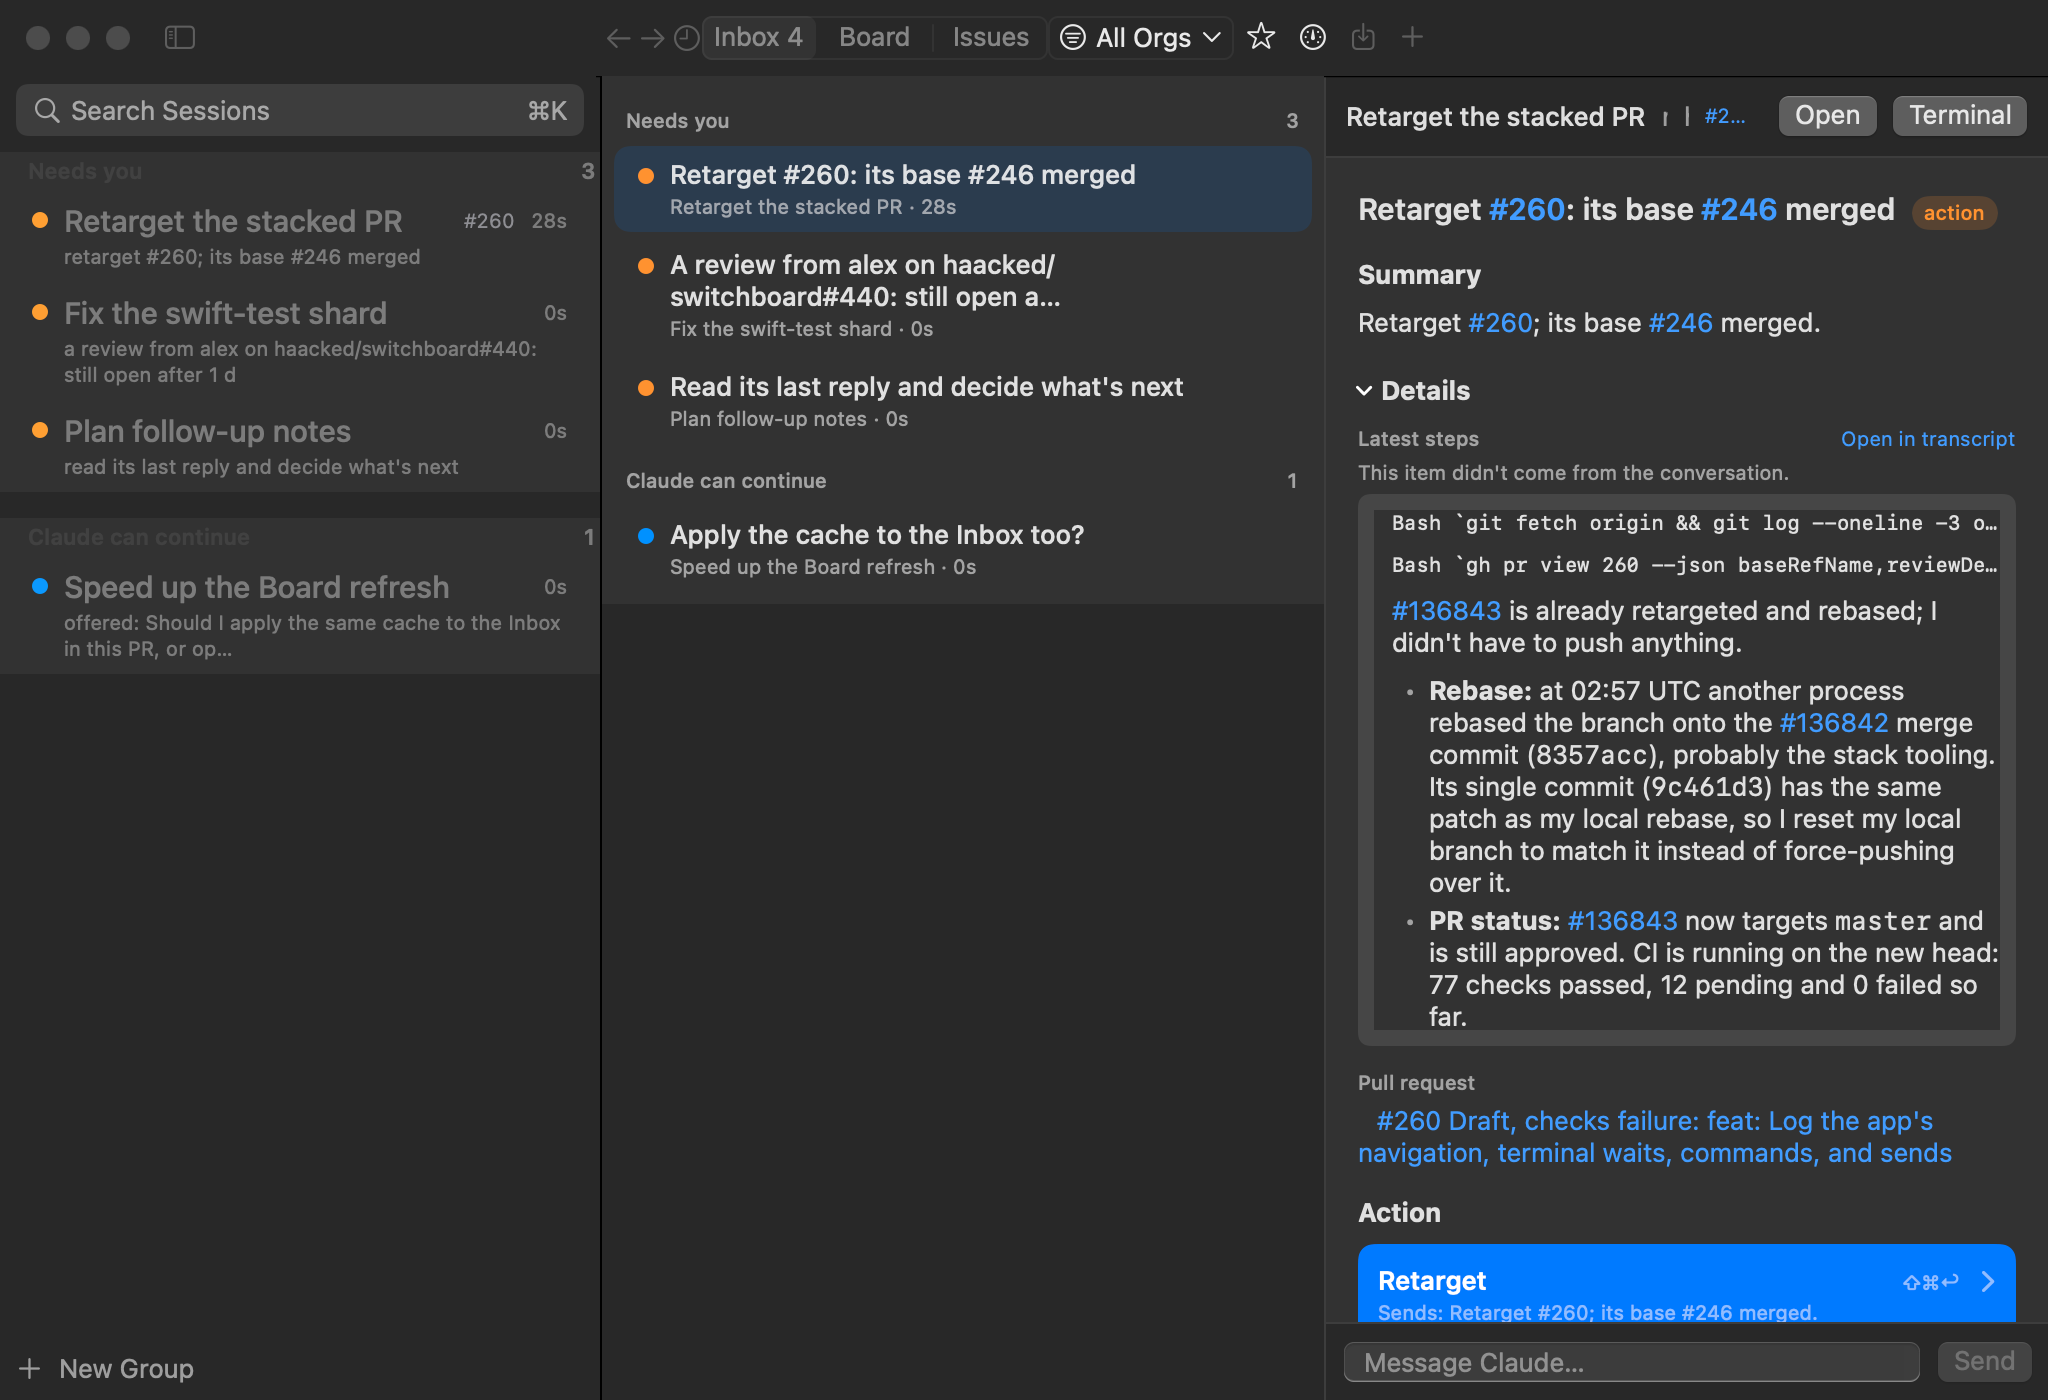 Inbox 4
Board
Issues
All Orgs
Search Sessions
⌘K
Needs you
3
Retarget the stacked PR
#260
28s
retarget #260; its base #246 merged
Fix the swift-test shard
0s
a review from alex on haacked/switchboard#440:
still open after 1 d
Plan follow-up notes
0s
read its last reply and decide what's next
Claude can continue
1
Speed up the Board refresh
0s
offered: Should I apply the same cache to the Inbox
in this PR, or op…
New Group
Needs you
3
Retarget #260: its base #246 merged
Retarget the stacked PR · 28s
A review from alex on haacked/
switchboard#440: still open a…
Fix the swift-test shard · 0s
Read its last reply and decide what's next
Plan follow-up notes · 0s
Claude can continue
1
Apply the cache to the Inbox too?
Speed up the Board refresh · 0s
Retarget the stacked PR
#2…
Open
Terminal
Retarget #260: its base #246 merged
action
Summary
Retarget #260; its base #246 merged.
Details
Latest steps
Open in transcript
This item didn't come from the conversation.
Bash `git fetch origin && git log --oneline -3 o…
Bash `gh pr view 260 --json baseRefName,reviewDe…
#136843 is already retargeted and rebased; I
didn't have to push anything.
• Rebase: at 02:57 UTC another process
rebased the branch onto the #136842 merge
commit (8357acc), probably the stack tooling.
Its single commit (9c461d3) has the same
patch as my local rebase, so I reset my local
branch to match it instead of force-pushing
over it.
• PR status: #136843 now targets master and
is still approved. CI is running on the new head:
77 checks passed, 12 pending and 0 failed so
far.
Pull request
#260 Draft, checks failure: feat: Log the app's
navigation, terminal waits, commands, and sends
Action
Retarget
⇧⌘↩
Sends: Retarget #260; its base #246 merged.
Message Claude…
Send